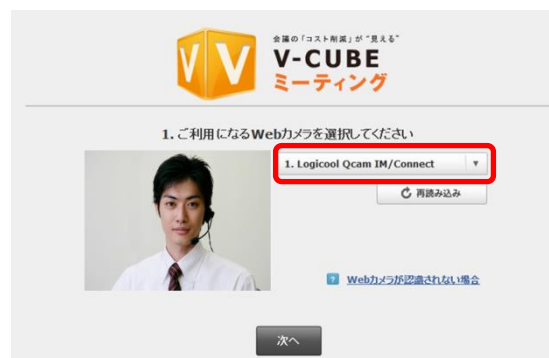 会議の「コスト削減」が“見える”
V-CUBE
ミーティング
1. ご利用になるWebカメラを選択してください
1. Logicool Qcam IM/Connect
再読み込み
? Webカメラが認識されない場合
次へ